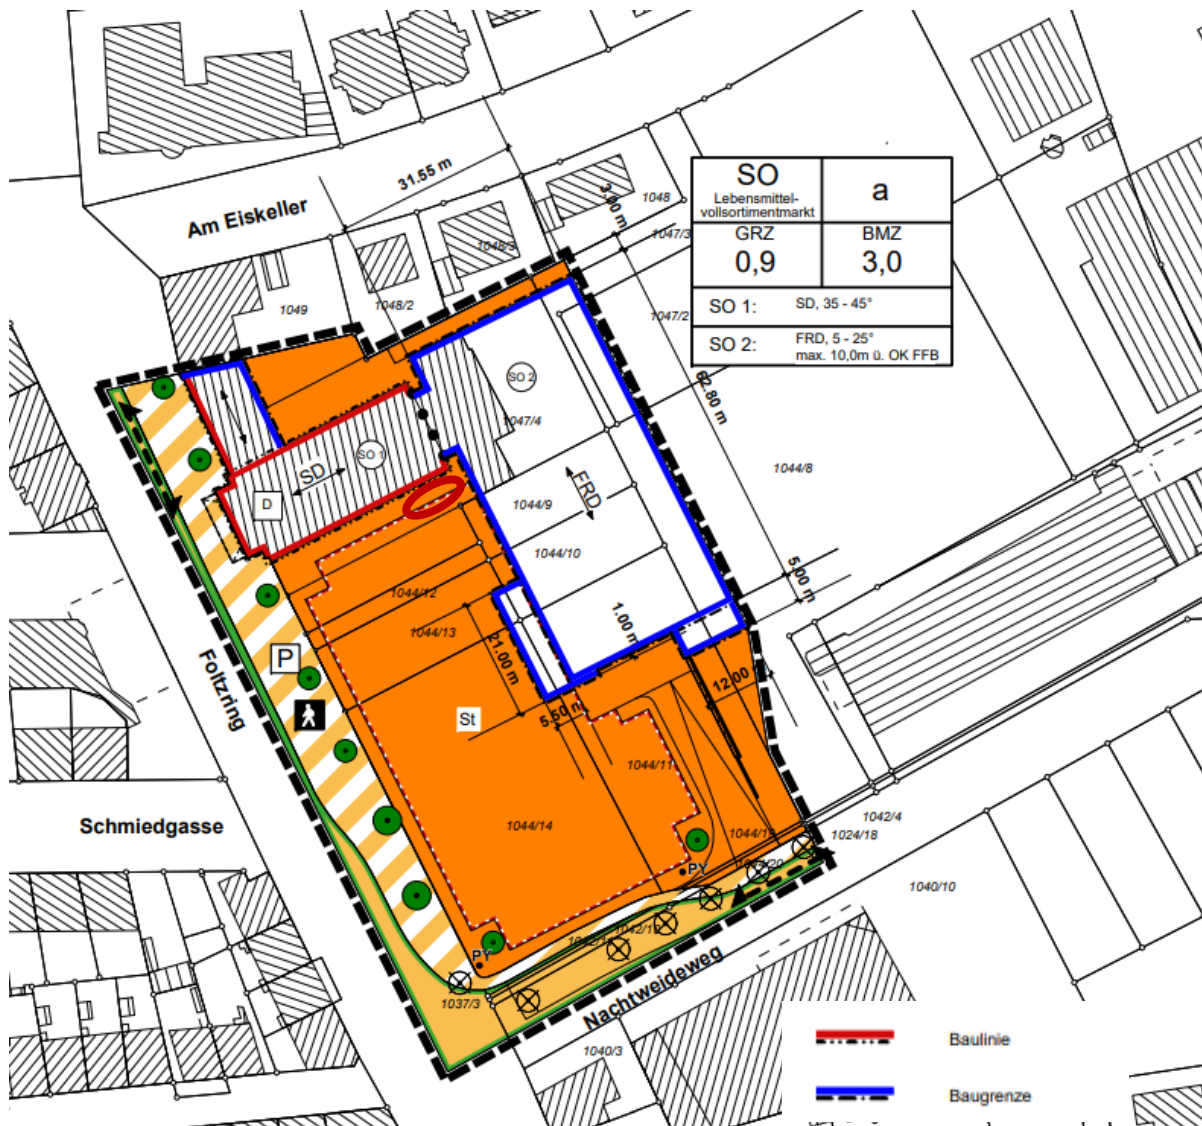 31.55 m
Am Eiskeller
3.00 m
1048
1047/3
1048/3
1049
1048/2
1047/2
SO
Lebensmittel-
vollsortimentmarkt
a
GRZ
0,9
BMZ
3,0
SO 1:
SD, 35 - 45°
SO 2:
FRD, 5 - 25°
max. 10,0m ü. OK FFB
SO 2
1047/4
62.80 m
SO 1
SD
D
1044/8
FRD
1044/9
1044/10
5.00 m
1044/12
1044/13
1.00 m
21.00 m
Foltzring
P
12.00
St
5.50 m
1044/11
1044/14
Schmiedgasse
1042/4
1024/18
PY
1040/10
PY
1037/3
Nachtweideweg
1040/3
Baulinie
Baugrenze